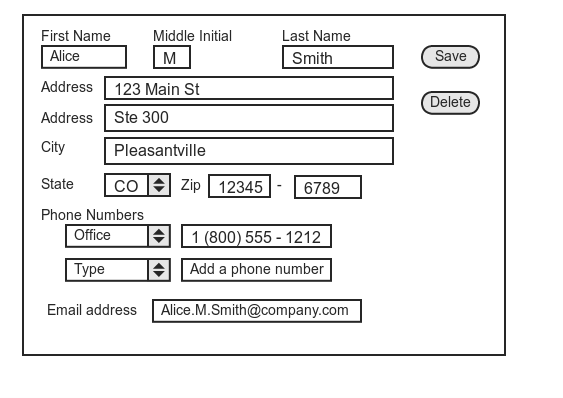 First Name Middle Initial Last Name
Alice M Smith Save
Address 123 Main St
Delete
Address Ste 300
City Pleasantville
State CO Zip 12345 - 6789
Phone Numbers
Office 1 (800) 555 - 1212
Type Add a phone number
Email address Alice.M.Smith@company.com